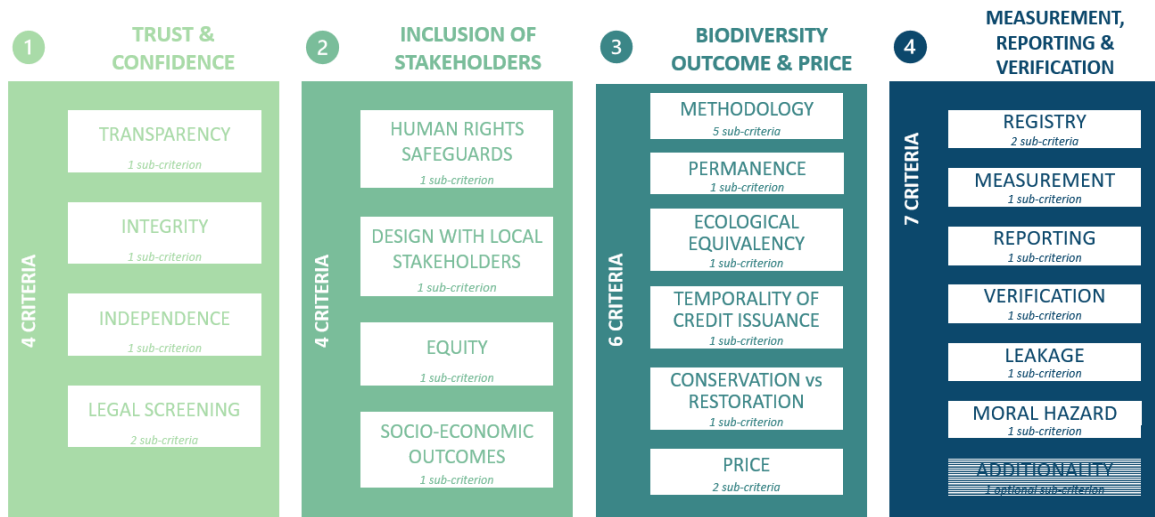 1
TRUST &
CONFIDENCE
4 CRITERIA
TRANSPARENCY
1 sub-criterion
INTEGRITY
1 sub-criterion
INDEPENDENCE
1 sub-criterion
LEGAL SCREENING
2 sub-criteria
2
INCLUSION OF
STAKEHOLDERS
4 CRITERIA
HUMAN RIGHTS
SAFEGUARDS
1 sub-criterion
DESIGN WITH LOCAL
STAKEHOLDERS
1 sub-criterion
EQUITY
1 sub-criterion
SOCIO-ECONOMIC
OUTCOMES
1 sub-criterion
3
BIODIVERSITY
OUTCOME & PRICE
6 CRITERIA
METHODOLOGY
5 sub-criteria
PERMANENCE
1 sub-criterion
ECOLOGICAL
EQUIVALENCY
1 sub-criterion
TEMPORALITY OF
CREDIT ISSUANCE
1 sub-criterion
CONSERVATION vs
RESTORATION
1 sub-criterion
PRICE
2 sub-criteria
4
MEASUREMENT,
REPORTING &
VERIFICATION
7 CRITERIA
REGISTRY
2 sub-criteria
MEASUREMENT
1 sub-criterion
REPORTING
1 sub-criterion
VERIFICATION
1 sub-criterion
LEAKAGE
1 sub-criterion
MORAL HAZARD
1 sub-criterion
ADDITIONALITY
1 optional sub-criterion